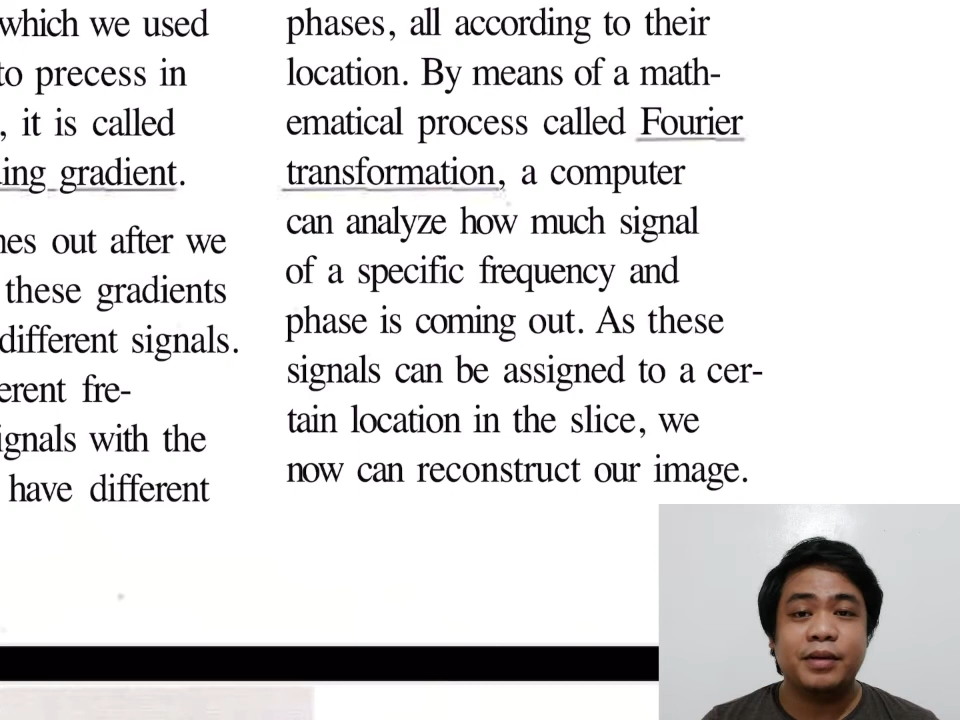 which we used
to precess in
, it is called
ing gradient.
out after we
these gradients
different signals.
fre-
with the
have different
phases, all according to their
location. By means of a math-
ematical process called Fourier
transformation, a computer
can analyze how much signal
of a specific frequency and
phase is coming out. As these
signals can be assigned to a cer-
tain location in the slice, we
now can reconstruct our image.